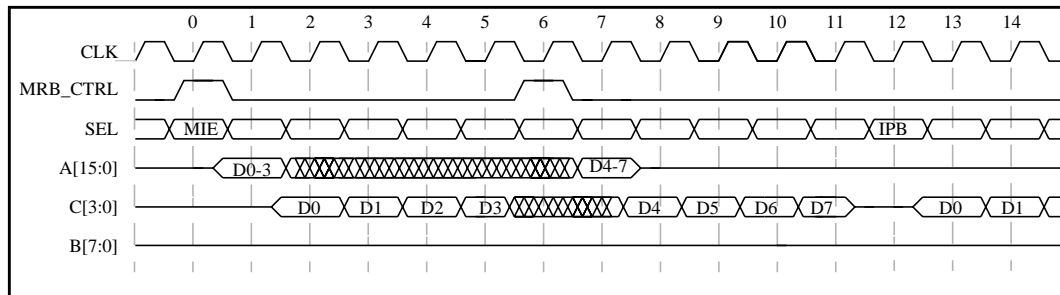 0 1 2 3 4 5 6 7 8 9 10 11 12 13 14
CLK
MRB_CTRL
SEL MIE IPB
A[15:0] D0-3 D4-7
C[3:0] D0 D1 D2 D3 D4 D5 D6 D7 D0 D1
B[7:0]